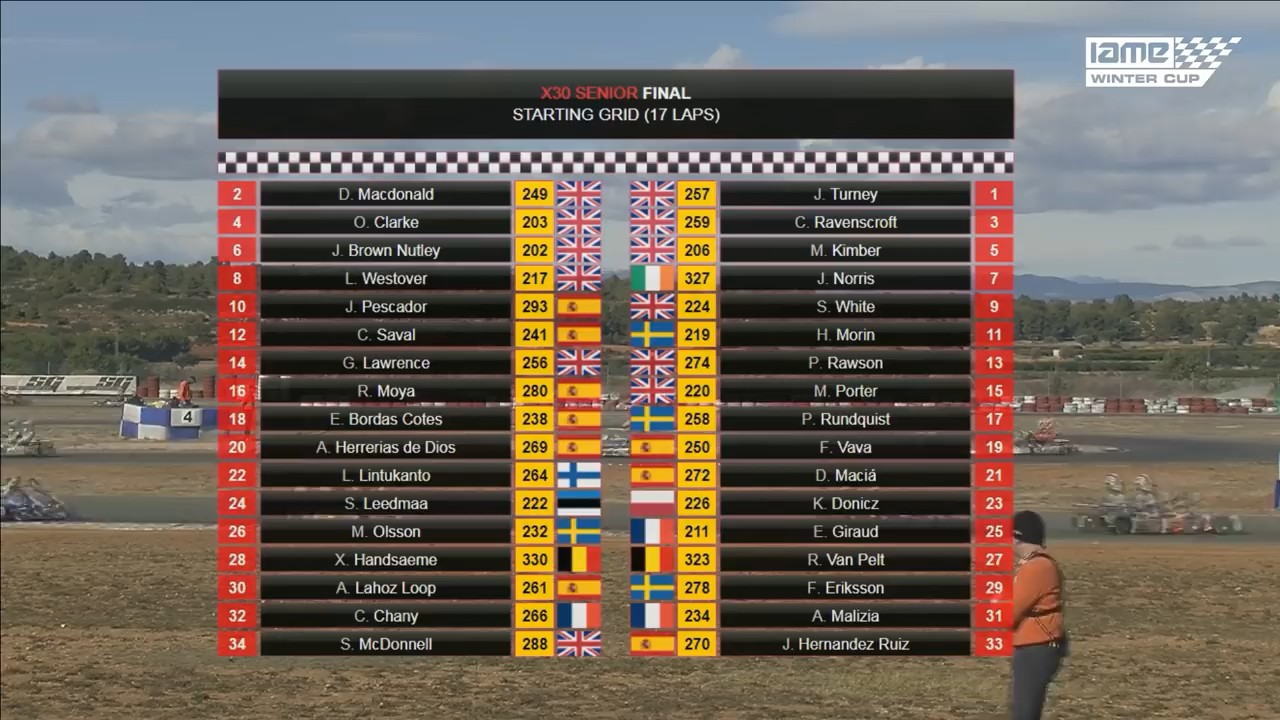 IAME
WINTER CUP
X30 SENIOR FINAL
STARTING GRID (17 LAPS)
2 D. Macdonald 249 257 J. Turney 1
4 O. Clarke 203 259 C. Ravenscroft 3
6 J. Brown Nutley 202 206 M. Kimber 5
8 L. Westover 217 327 J. Norris 7
10 J. Pescador 293 224 S. White 9
12 C. Saval 241 219 H. Morin 11
14 G. Lawrence 256 274 P. Rawson 13
16 R. Moya 280 220 M. Porter 15
18 E. Bordas Cotes 238 258 P. Rundquist 17
20 A. Herrerias de Dios 269 250 F. Vava 19
22 L. Lintukanto 264 272 D. Maciá 21
24 S. Leedmaa 222 226 K. Donicz 23
26 M. Olsson 232 211 E. Giraud 25
28 X. Handsaeme 330 323 R. Van Pelt 27
30 A. Lahoz Loop 261 278 F. Eriksson 29
32 C. Chany 266 234 A. Malizia 31
34 S. McDonnell 288 270 J. Hernandez Ruiz 33
4